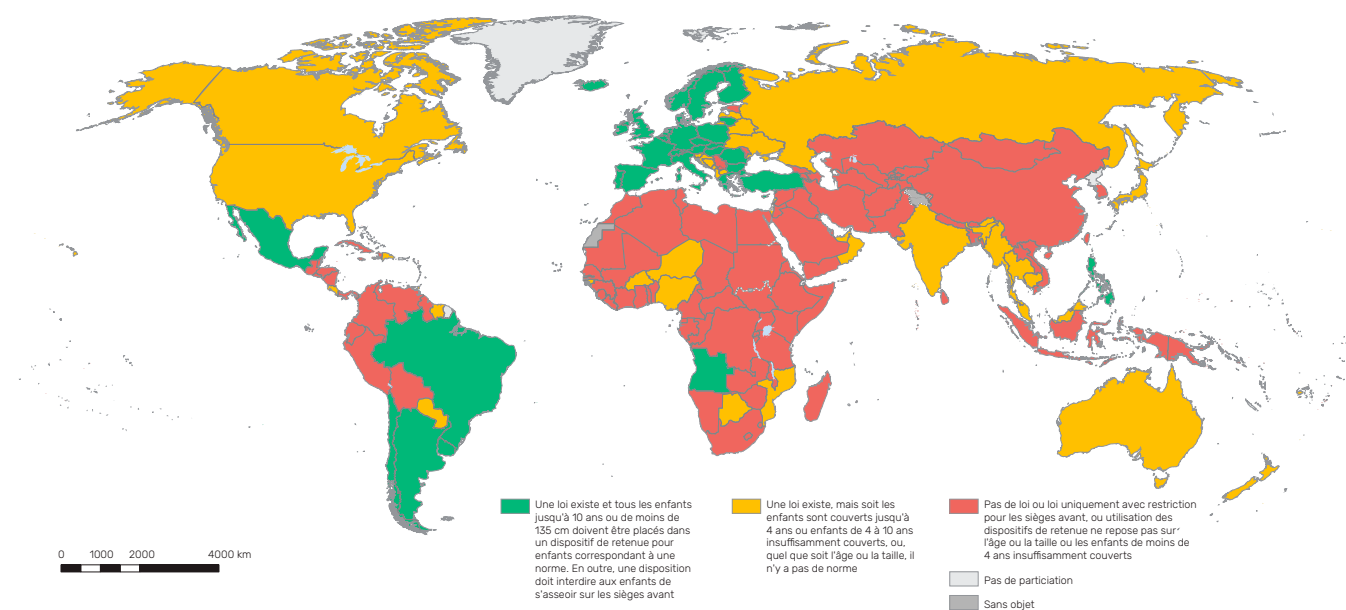 Une loi existe et tous les enfants
jusqu'à 10 ans ou de moins de
135 cm doivent être placés dans
un dispositif de retenue pour
enfants correspondant à une
norme. En outre, une disposition
doit interdire aux enfants de
s'asseoir sur les sièges avant
Une loi existe, mais soit les
enfants sont couverts jusqu'à
4 ans ou enfants de 4 à 10 ans
insuffisamment couverts, ou,
quel que soit l'âge ou la taille, il
n'y a pas de norme
Pas de loi ou loi uniquement avec restriction
pour les sièges avant, ou utilisation des
dispositifs de retenue ne repose pas sur
l'âge ou la taille ou les enfants de moins de
4 ans insuffisamment couverts
Pas de particiation
Sans objet
0 1000 2000 4000 km